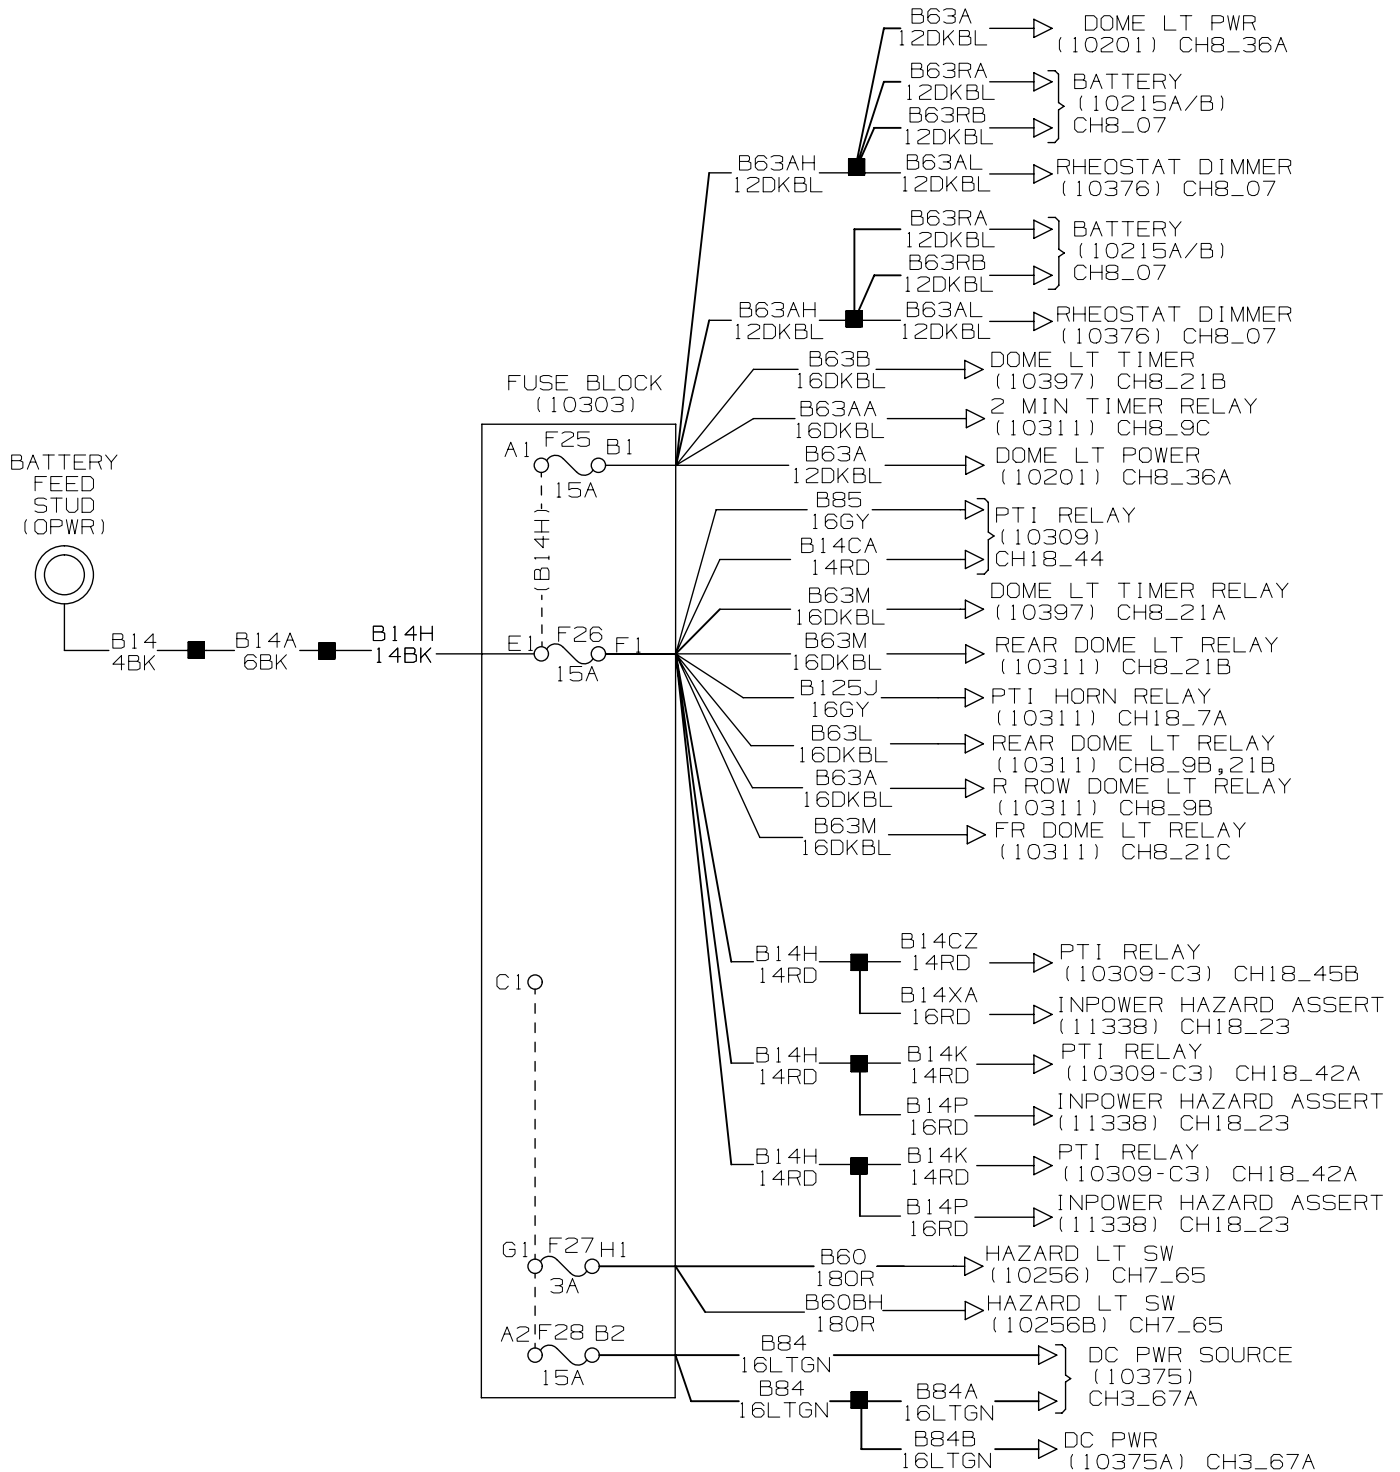 B63A
12DKBL
DOME LT PWR
(10201) CH8_36A
B63RA
12DKBL
B63RB
12DKBL
BATTERY
(10215A/B)
CH8_07
B63AH
12DKBL
B63AL
12DKBL
RHEOSTAT DIMMER
(10376) CH8_07
B63RA
12DKBL
B63RB
12DKBL
BATTERY
(10215A/B)
CH8_07
B63AH
12DKBL
B63AL
12DKBL
RHEOSTAT DIMMER
(10376) CH8_07
B63B
16DKBL
DOME LT TIMER
(10397) CH8_21B
B63AA
16DKBL
2 MIN TIMER RELAY
(10311) CH8_9C
B63A
12DKBL
DOME LT POWER
(10201) CH8_36A
FUSE BLOCK
(10303)
A1 F25 B1
15A
(B14H)
BATTERY
FEED
STUD
(OPWR)
B14
4BK
B14A
6BK
B14H
14BK
E1 F26 F1
15A
B85
16GY
B14CA
14RD
PTI RELAY
(10309)
CH18_44
B63M
16DKBL
DOME LT TIMER RELAY
(10397) CH8_21A
B63M
16DKBL
REAR DOME LT RELAY
(10311) CH8_21B
B125J
16GY
PTI HORN RELAY
(10311) CH18_7A
B63L
16DKBL
REAR DOME LT RELAY
(10311) CH8_9B,21B
B63A
16DKBL
R ROW DOME LT RELAY
(10311) CH8_9B
B63M
16DKBL
FR DOME LT RELAY
(10311) CH8_21C
B14H
14RD
B14CZ
14RD
PTI RELAY
(10309-C3) CH18_45B
B14XA
16RD
INPOWER HAZARD ASSERT
(11338) CH18_23
B14H
14RD
B14K
14RD
PTI RELAY
(10309-C3) CH18_42A
B14P
16RD
INPOWER HAZARD ASSERT
(11338) CH18_23
B14H
14RD
B14K
14RD
PTI RELAY
(10309-C3) CH18_42A
B14P
16RD
INPOWER HAZARD ASSERT
(11338) CH18_23
C1
G1 F27 H1
3A
B60
18OR
HAZARD LT SW
(10256) CH7_65
B60BH
18OR
HAZARD LT SW
(10256B) CH7_65
A2 F28 B2
15A
B84
16LTGN
B84
16LTGN
B84A
16LTGN
DC PWR SOURCE
(10375)
CH3_67A
B84B
16LTGN
DC PWR
(10375A) CH3_67A